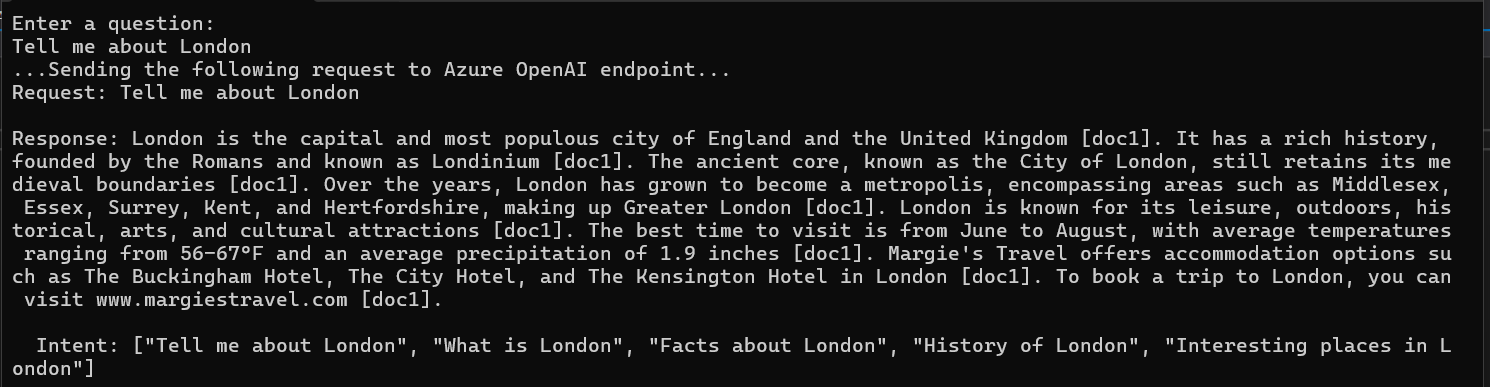 Enter a question:
Tell me about London
...Sending the following request to Azure OpenAI endpoint...
Request: Tell me about London
Response: London is the capital and most populous city of England and the United Kingdom [doc1]. It has a rich history,
founded by the Romans and known as Londinium [doc1]. The ancient core, known as the City of London, still retains its me
dieval boundaries [doc1]. Over the years, London has grown to become a metropolis, encompassing areas such as Middlesex,
Essex, Surrey, Kent, and Hertfordshire, making up Greater London [doc1]. London is known for its leisure, outdoors, his
torical, arts, and cultural attractions [doc1]. The best time to visit is from June to August, with average temperatures
ranging from 56-67°F and an average precipitation of 1.9 inches [doc1]. Margie's Travel offers accommodation options su
ch as The Buckingham Hotel, The City Hotel, and The Kensington Hotel in London [doc1]. To book a trip to London, you can
visit www.margiestravel.com [doc1].
Intent: ["Tell me about London", "What is London", "Facts about London", "History of London", "Interesting places in L
ondon"]